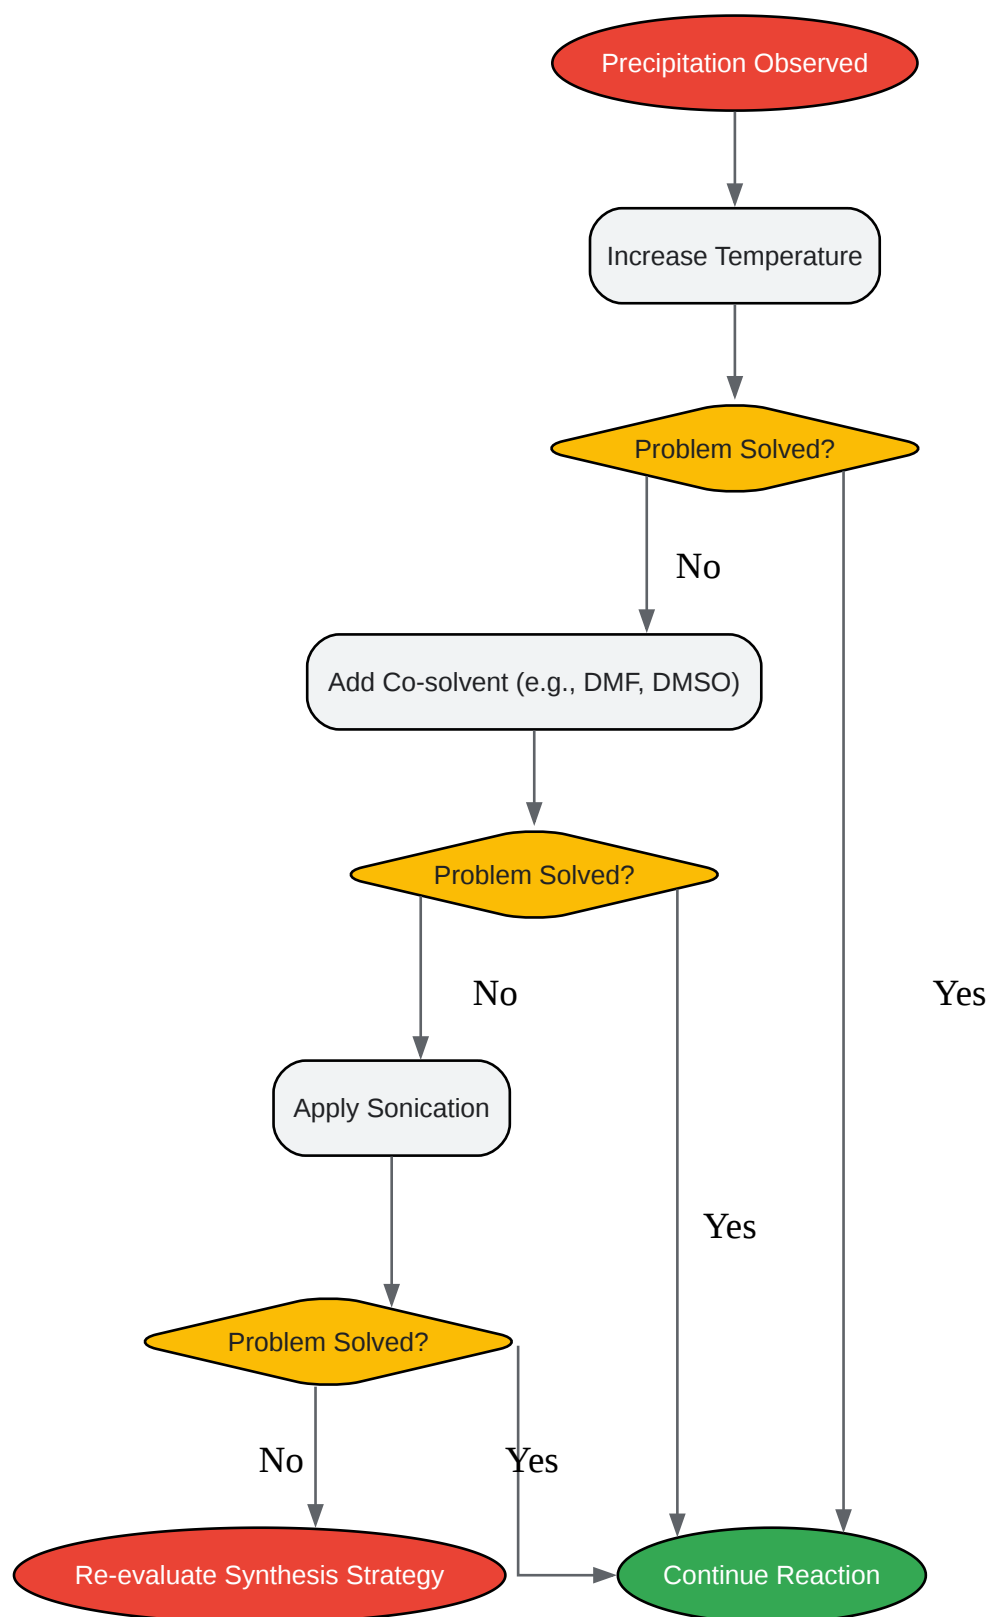 Precipitation Observed
Increase Temperature
Problem Solved?
No
Add Co-solvent (e.g., DMF, DMSO)
Problem Solved?
No
Yes
Apply Sonication
Yes
Problem Solved?
No
Yes
Re-evaluate Synthesis Strategy
Continue Reaction